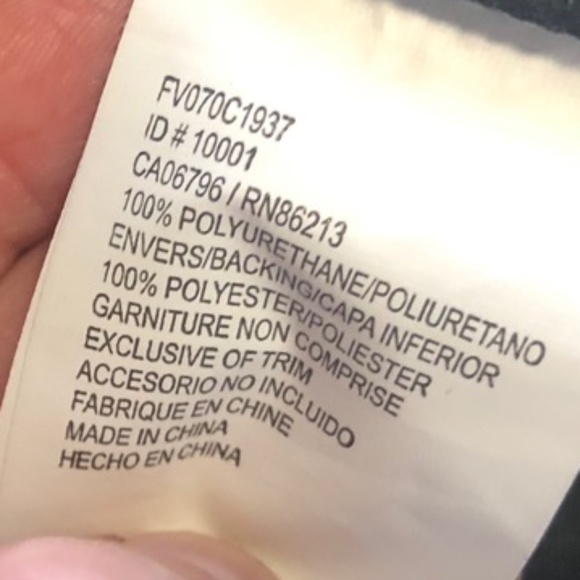 FV070C1937
ID # 10001
CA06796 / RN86213
100% POLYURETHANE/POLIURETANO
ENVERS/BACKING/CAPA INFERIOR
100% POLYESTER/POLIESTER
GARNITURE NON COMPRISE
EXCLUSIVE OF TRIM
ACCESORIO NO INCLUIDO
FABRIQUE EN CHINE
MADE IN CHINA
HECHO EN CHINA